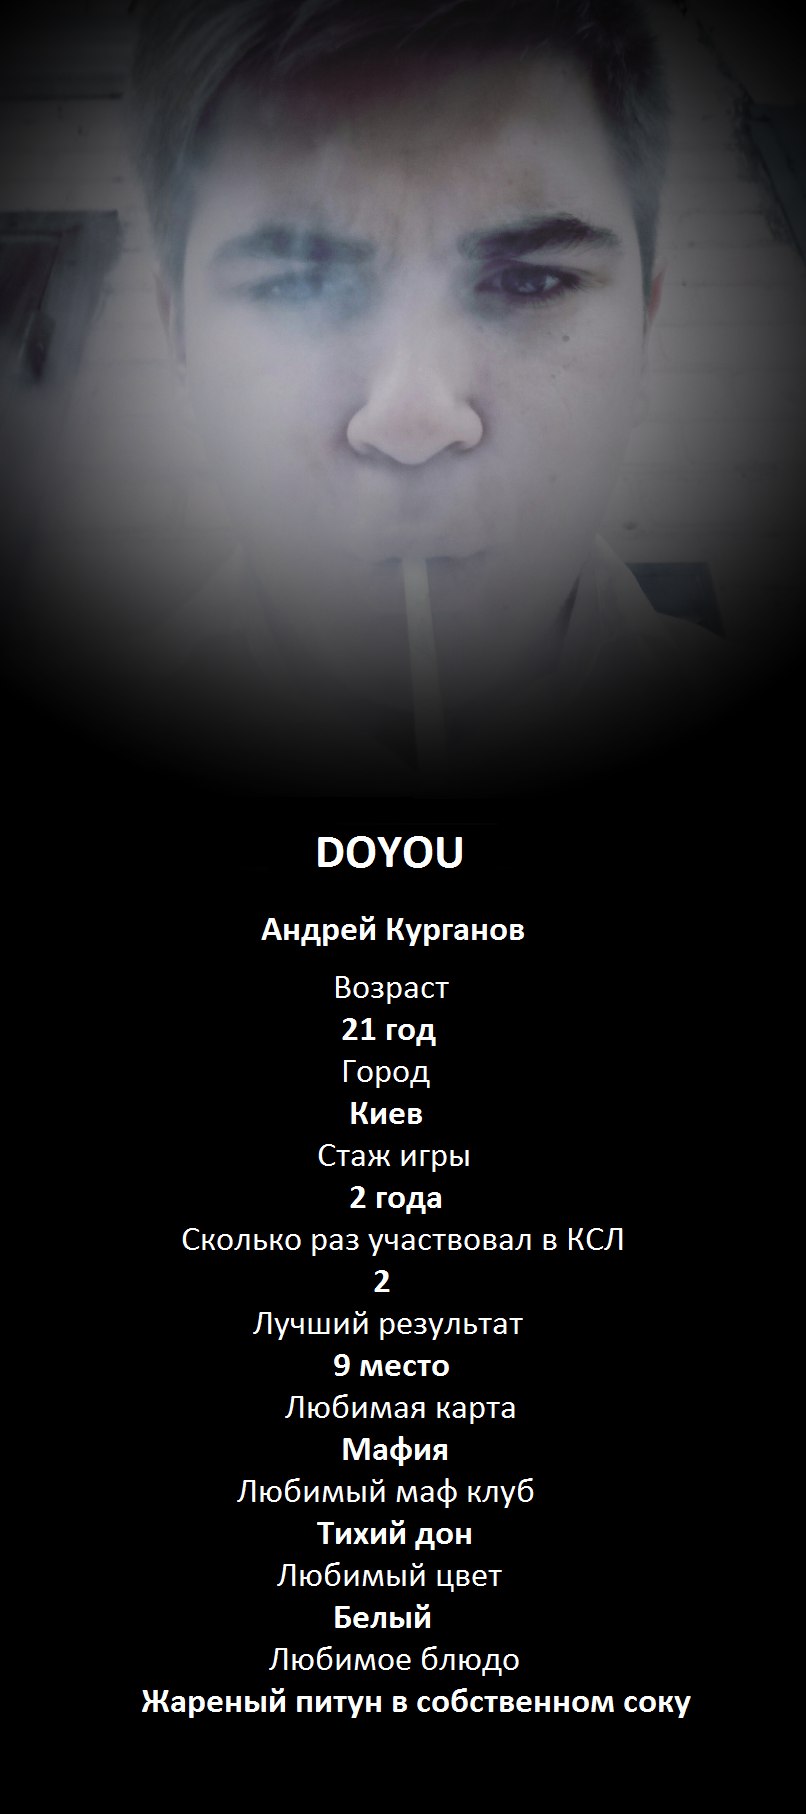 DOYOU
Андрей Курганов
Возраст
21 год
Город
Киев
Стаж игры
2 года
Сколько раз участвовал в КСЛ
2
Лучший результат
9 место
Любимая карта
Мафия
Любимый маф клуб
Тихий дон
Любимый цвет
Белый
Любимое блюдо
Жареный питун в собственном соку